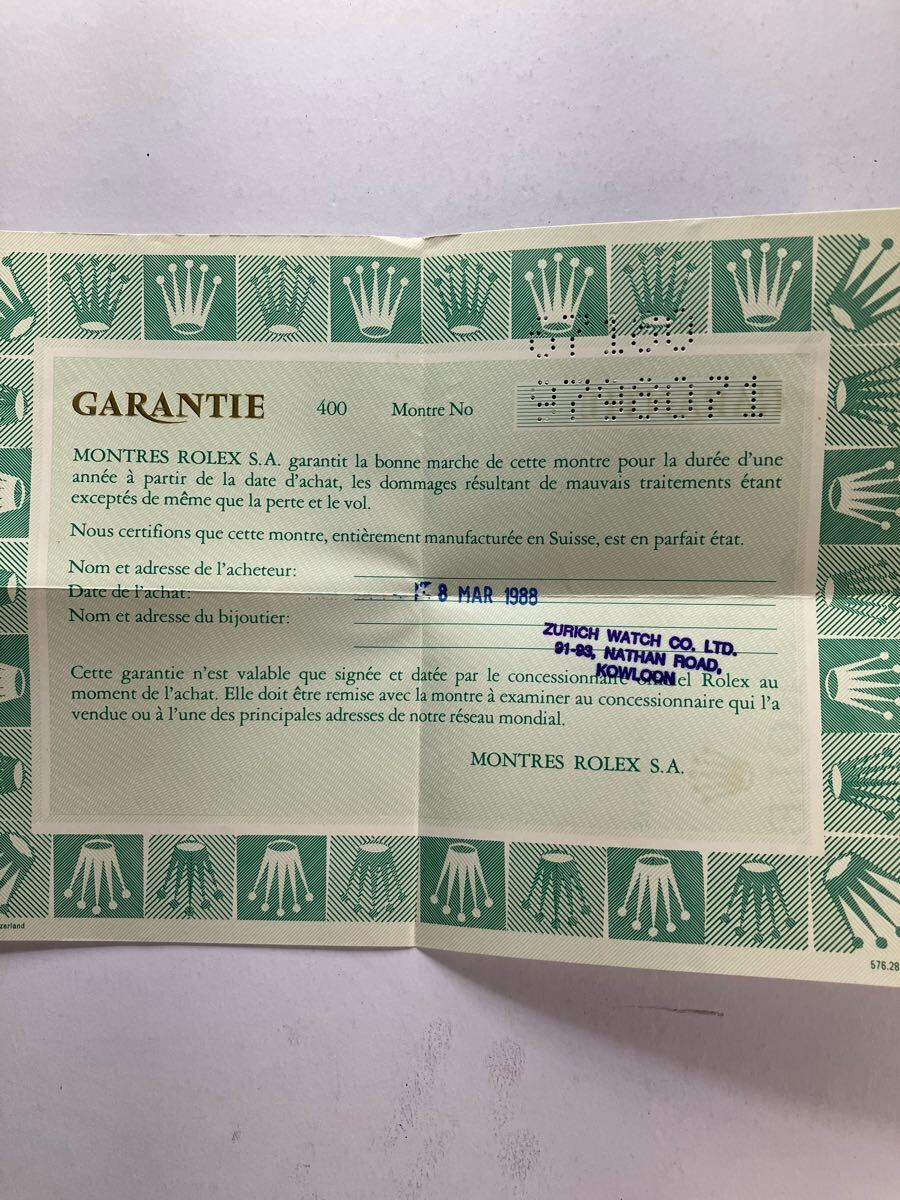 67160
GARANTIE 400 Montre No 9798071
MONTRES ROLEX S.A. garantit la bonne marche de cette montre pour la durée d'une
année à partir de la date d'achat, les dommages résultant de mauvais traitements étant
exceptés de même que la perte et le vol.
Nous certifions que cette montre, entièrement manufacturée en Suisse, est en parfait état.
Nom et adresse de l'acheteur:
Date de l'achat: 8 MAR 1988
Nom et adresse du bijoutier:
ZURICH WATCH CO. LTD.
91-93, NATHAN ROAD,
KOWLOON
Cette garantie n'est valable que signée et datée par le concessionnaire Rolex au
moment de l'achat. Elle doit être remise avec la montre à examiner au concessionnaire qui l'a
vendue ou à l'une des principales adresses de notre réseau mondial.
MONTRES ROLEX S.A.
zerland
576.28